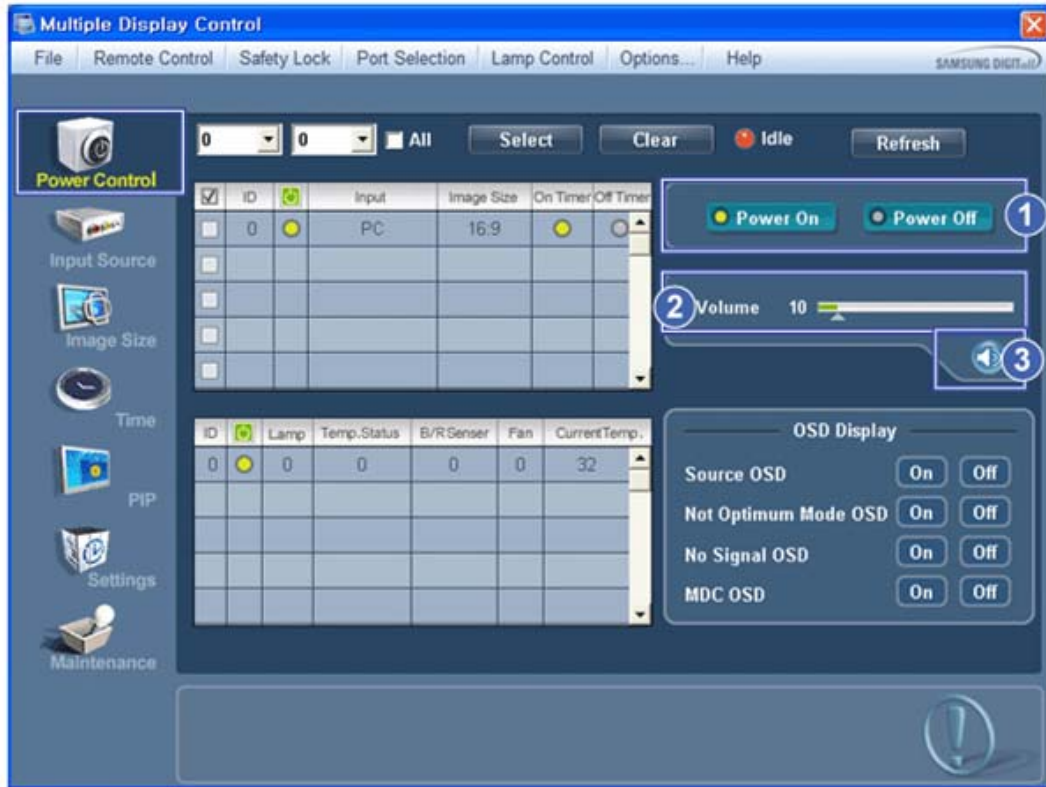 Multiple Display Control
File Remote Control Safety Lock Port Selection Lamp Control Options... Help SAMSUNG DIGITall
Power Control
Input Source
Image Size
Time
PIP
Settings
Maintenance
0 0 All Select Clear Idle Refresh
ID Input Image Size On Timer Off Timer
0 PC 16:9
Power On Power Off 1
2 Volume 10
3
ID Lamp Temp.Status B/RSenser Fan CurrentTemp.
0 0 0 0 0 32
OSD Display
Source OSD On Off
Not Optimum Mode OSD On Off
No Signal OSD On Off
MDC OSD On Off